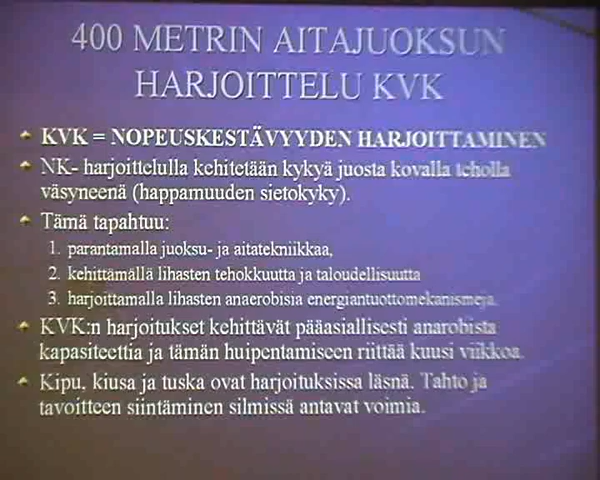 400 METRIN AITAJUOKSUN
HARJOITTELU KVK
KVK = NOPEUSKESTÄVYYDEN HARJOITTAMINEN
NK- harjoittelulla kehitetään kykyä juosta kovalla teholla
väsyneenä (happamuuden sietokyky).
Tämä tapahtuu:
1. parantamalla juoksu- ja aitatekniikkaa,
2. kehittämällä lihasten tehokkuutta ja taloudellisuutta
3. harjoittamalla lihasten anaerobisia energiantuottomekanismeja.
KVK:n harjoitukset kehittävät pääasiallisesti anarobista
kapasiteettia ja tämän huipentamiseen riittää kuusi viikkoa.
Kipu, kiusa ja tuska ovat harjoituksissa läsnä. Tahto ja
tavoitteen siintäminen silmissä antavat voimia.